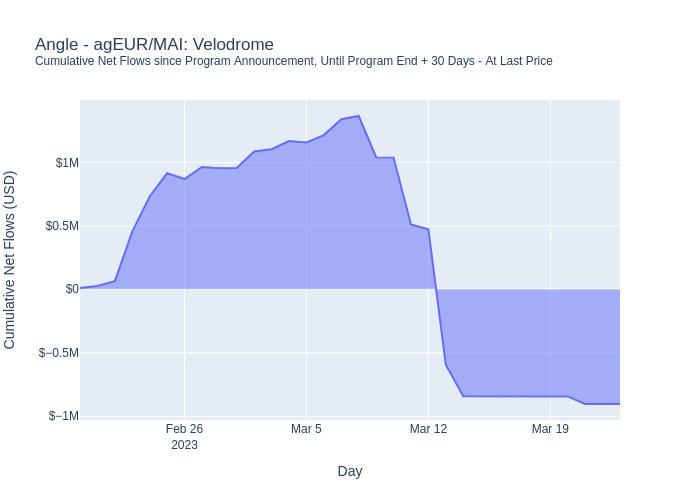 Angle - agEUR/MAI: Velodrome
Cumulative Net Flows since Program Announcement, Until Program End + 30 Days - At Last Price
Cumulative Net Flows (USD)
$1M
$0.5M
$0
$−0.5M
$−1M
Feb 26
2023
Mar 5
Mar 12
Mar 19
Day